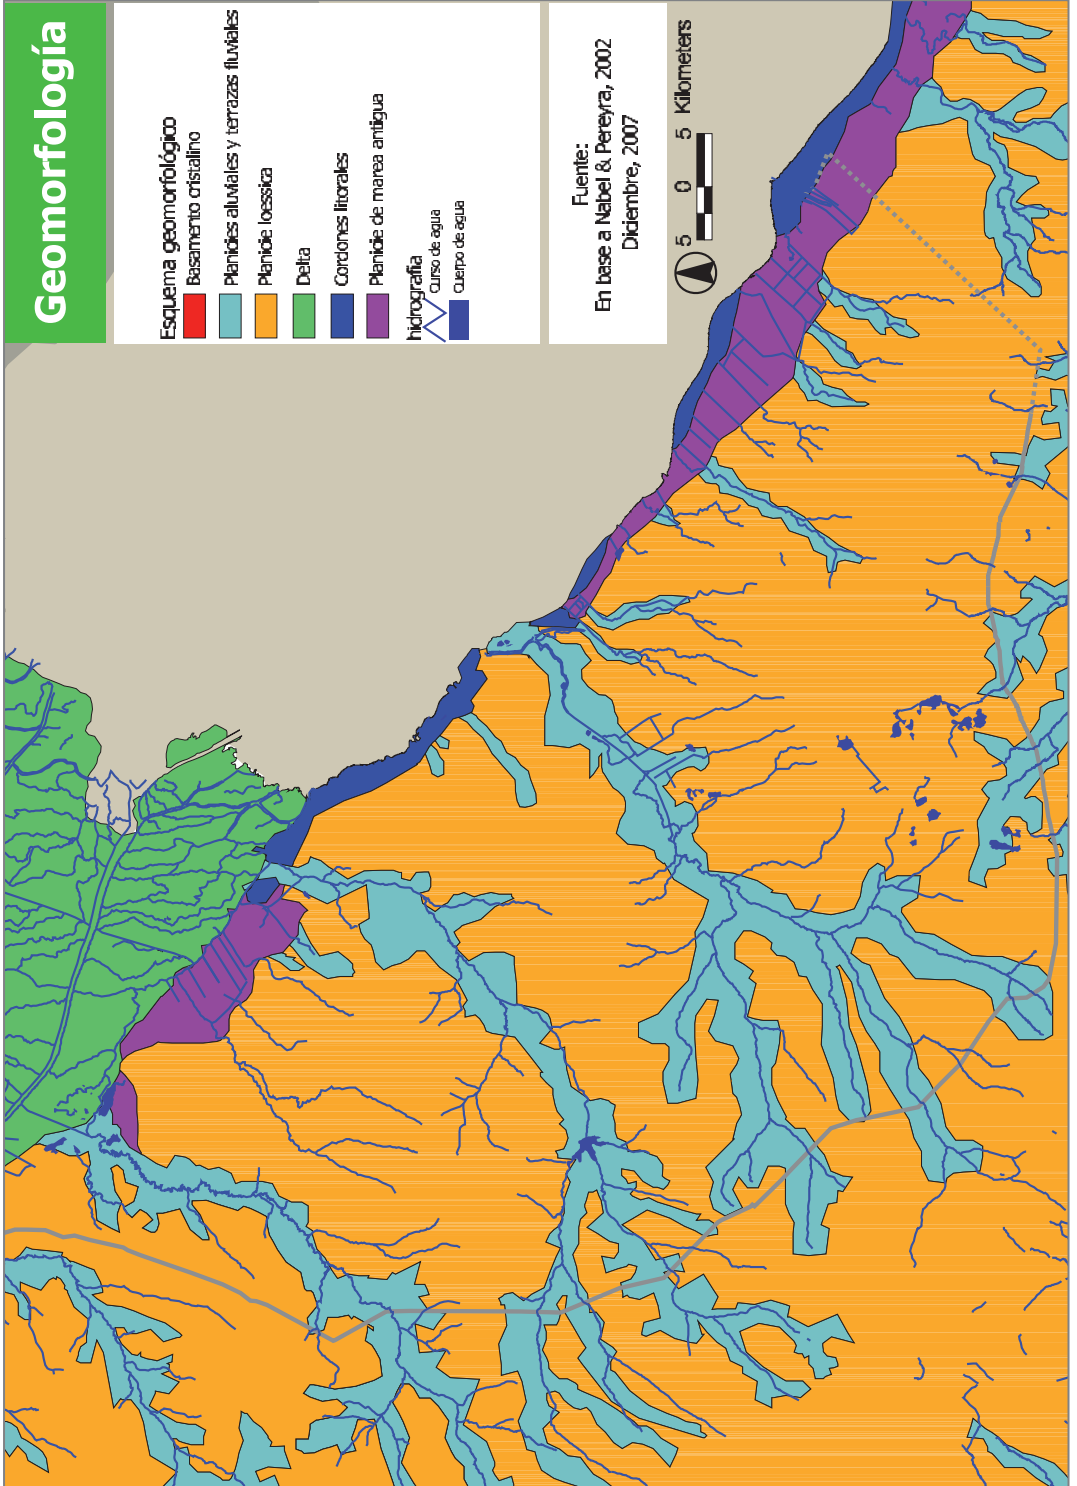 Geomorfología
Esquema geomorfológico
Basamento cristalino
Planicies aluviales y terrazas fluviales
Planicie loessica
Delta
Cordones litorales
Planicie de marea antigua
hidrografia
Curso de agua
Cuerpo de agua
Fuente:
En base a Nabel & Pereyra, 2002
Diciembre, 2007
5 0 5 Kilometers